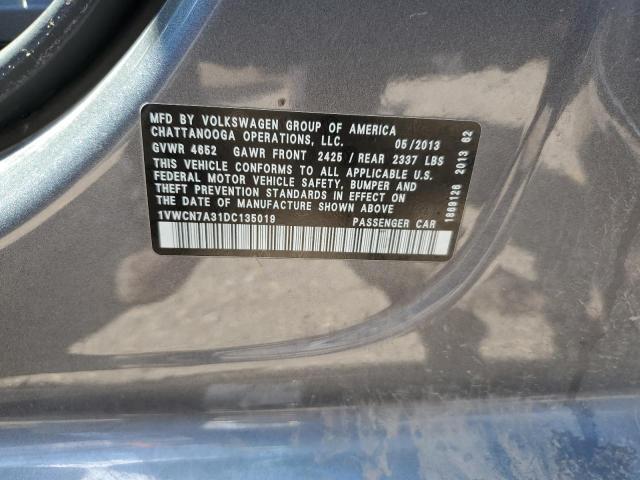 MFD BY VOLKSWAGEN GROUP OF AMERICA
CHATTANOOGA OPERATIONS, LLC. 05/2013
GVWR 4652 GAWR FRONT 2425 / REAR 2337 LBS
THIS VEHICLE CONFORMS TO ALL APPLICABLE U.S.
FEDERAL MOTOR VEHICLE SAFETY, BUMPER AND
THEFT PREVENTION STANDARDS IN EFFECT ON
THE DATE OF MANUFACTURE SHOWN ABOVE
1VWCN7A31DC135019 PASSENGER CAR
1869126 2013 62